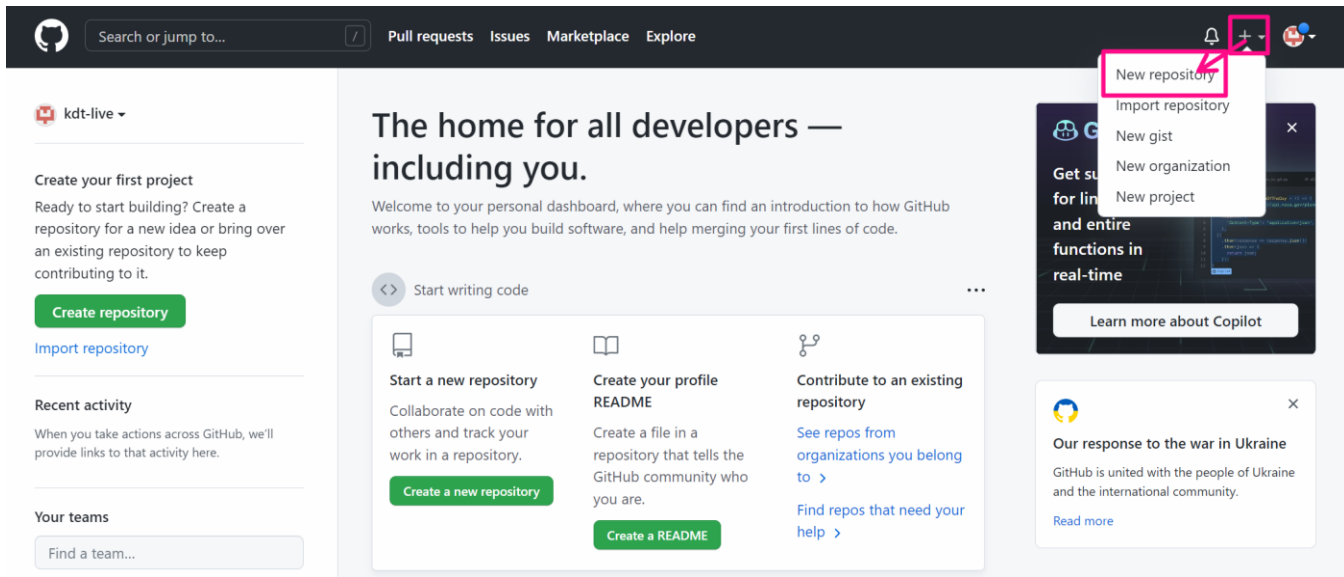 Search or jump to...
/
Pull requests Issues Marketplace Explore
kdt-live
Create your first project
Ready to start building? Create a
repository for a new idea or bring over
an existing repository to keep
contributing to it.
Create repository
Import repository
Recent activity
When you take actions across GitHub, we'll
provide links to that activity here.
Your teams
Find a team...
The home for all developers —
including you.
Welcome to your personal dashboard, where you can find an introduction to how GitHub
works, tools to help you build software, and help merging your first lines of code.
Start writing code
Start a new repository
Collaborate on code with
others and track your
work in a repository.
Create a new repository
Create your profile
README
Create a file in a
repository that tells the
GitHub community who
you are.
Create a README
Contribute to an existing
repository
See repos from
organizations you belong
to
Find repos that need your
help
New repository
Import repository
New gist
New organization
New project
G
Get su
for lin
and entire
functions in
real-time
Learn more about Copilot
Our response to the war in Ukraine
GitHub is united with the people of Ukraine
and the international community.
Read more